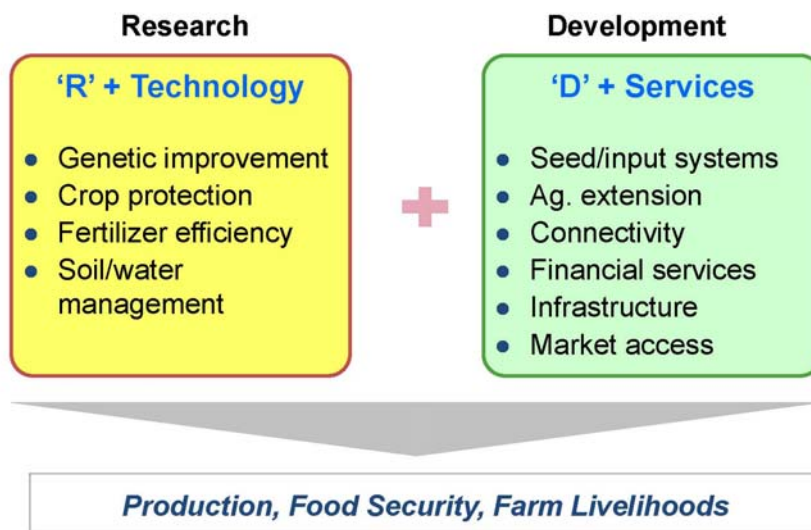 Research
'R' + Technology
● Genetic improvement
● Crop protection
● Fertilizer efficiency
● Soil/water
management
+
Development
'D' + Services
● Seed/input systems
● Ag. extension
● Connectivity
● Financial services
● Infrastructure
● Market access
Production, Food Security, Farm Livelihoods